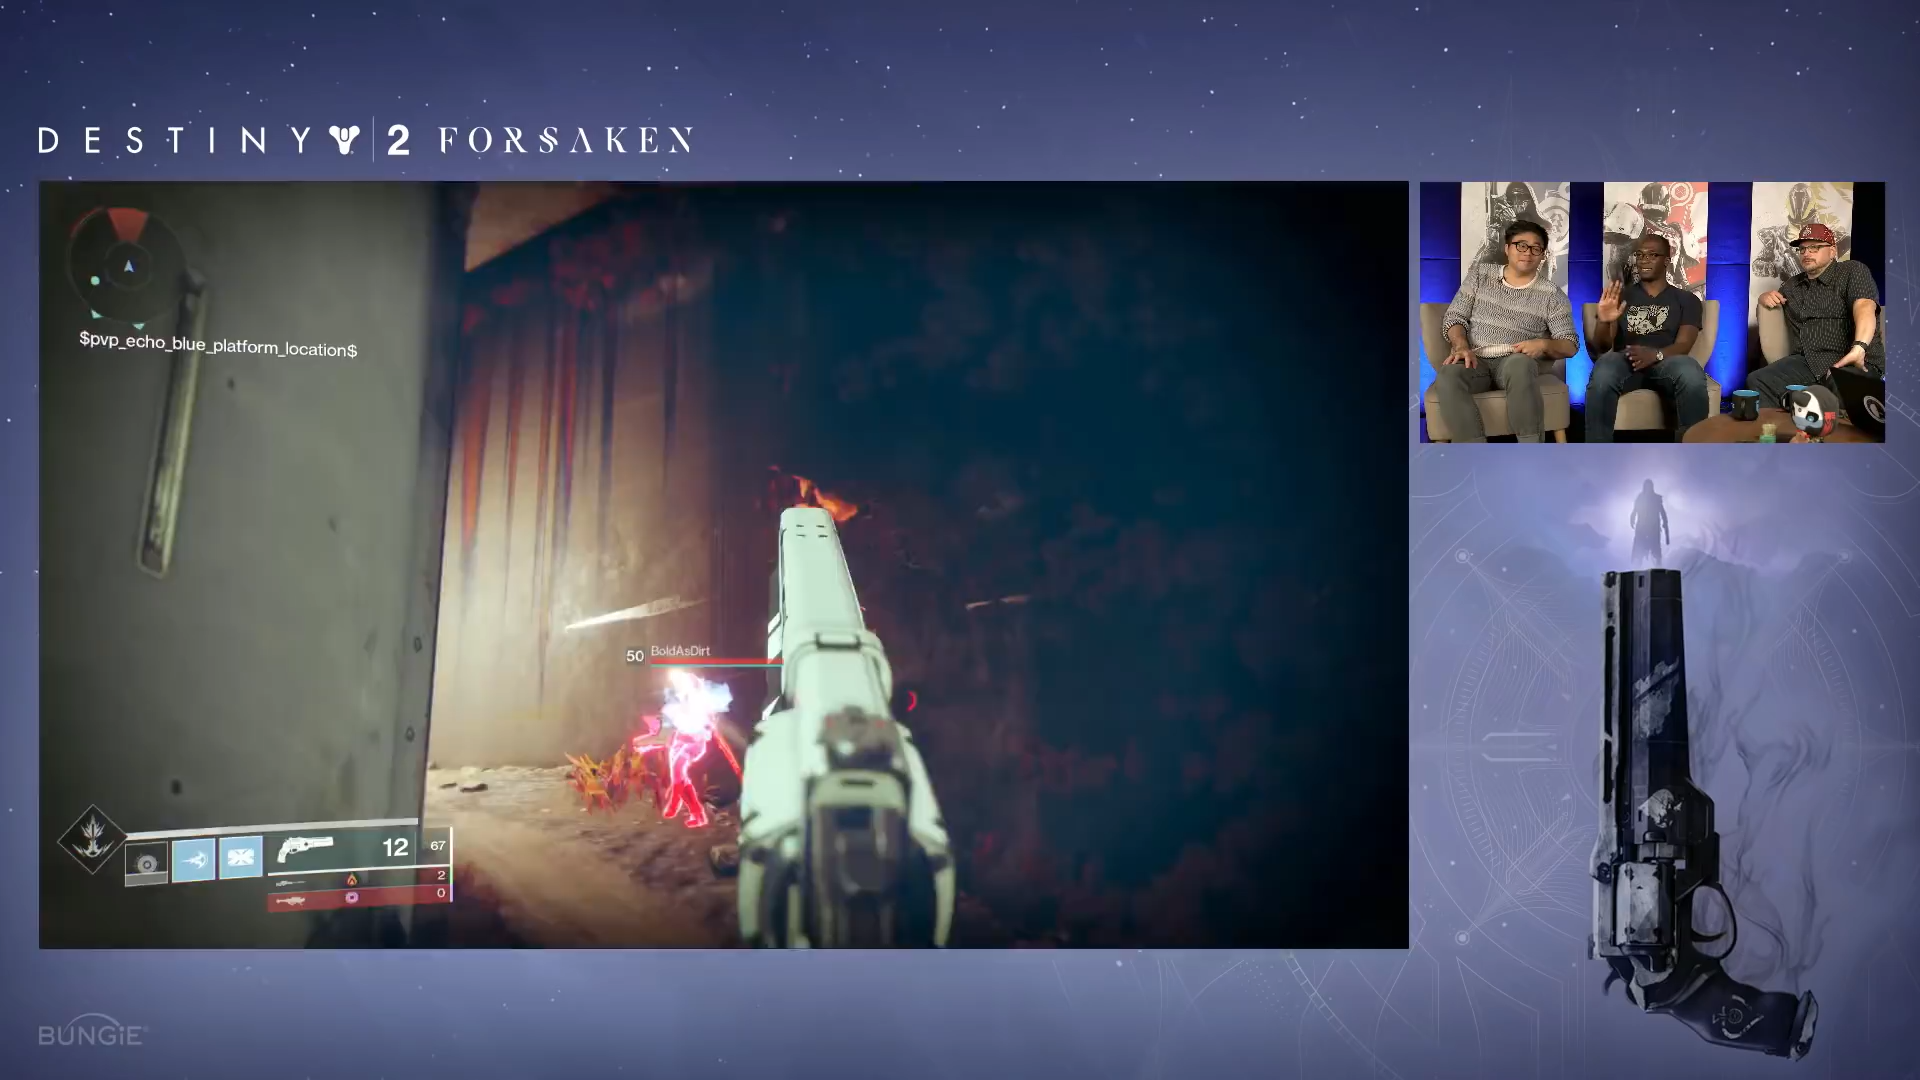 DESTINY 2 FORSAKEN
$pvp_echo_blue_platform_location$
50 BoldAsDirt
12 67
2
0
BUNGiE